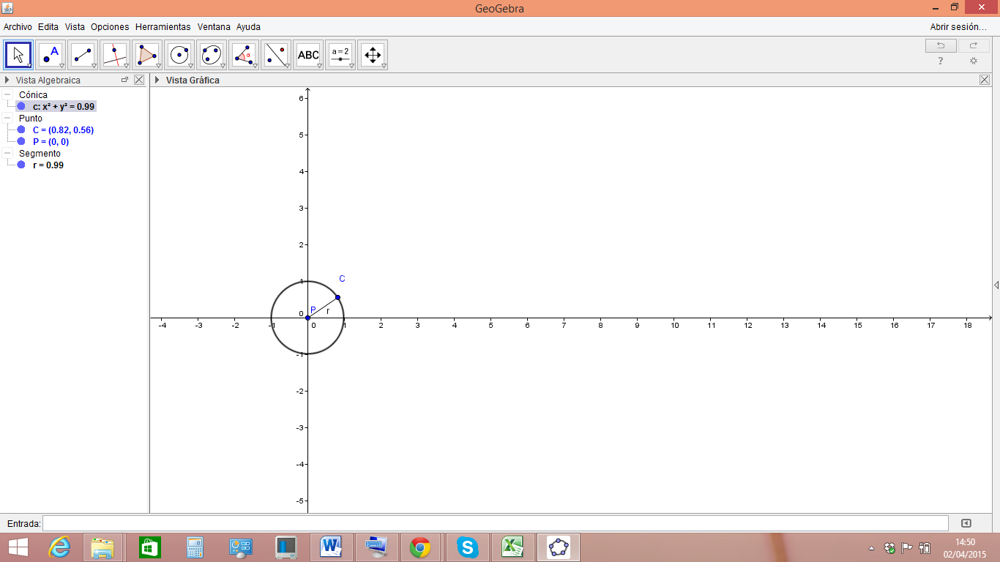 GeoGebra
Archivo Edita Vista Opciones Herramientas Ventana Ayuda Abrir sesión...
A α ABC a=2 ?
Vista Algebraica
Vista Gráfica
Cónica
c: x² + y² = 0.99
Punto
C = (0.82, 0.56)
P = (0, 0)
Segmento
r = 0.99
6
5
4
3
2
1
C
P
r
0
-4 -3 -2 -1 0 1 2 3 4 5 6 7 8 9 10 11 12 13 14 15 16 17 18
-1
-2
-3
-4
-5
Entrada:
14:50
02/04/2015